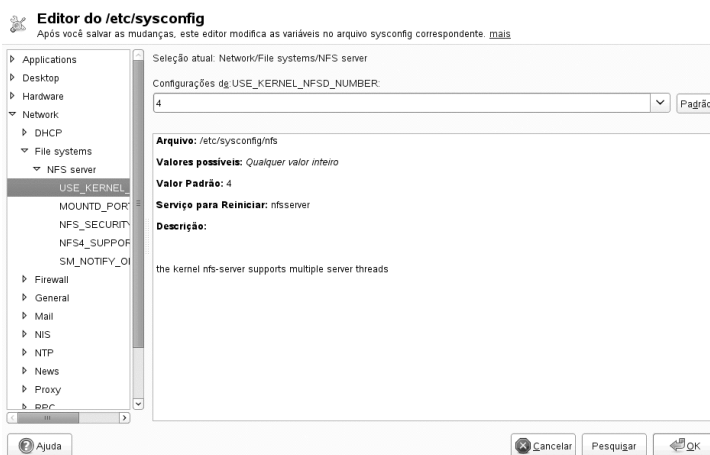 Editor do /etc/sysconfig
Após você salvar as mudanças, este editor modifica as variáveis no arquivo sysconfig correspondente. mais
Applications
Desktop
Hardware
Network
DHCP
File systems
NFS server
USE_KERNEL_
MOUNTD_POR
NFS_SECURIT
NFS4_SUPPOR
SM_NOTIFY_O
Firewall
General
Mail
NIS
NTP
News
Proxy
RPC
Seleção atual: Network/File systems/NFS server
Configurações de:USE_KERNEL_NFSD_NUMBER:
4
Padrão
Arquivo: /etc/sysconfig/nfs
Valores possíveis: Qualquer valor inteiro
Valor Padrão: 4
Serviço para Reiniciar: nfsserver
Descrição:
the kernel nfs-server supports multiple server threads
Ajuda
Cancelar
Pesquisar
OK